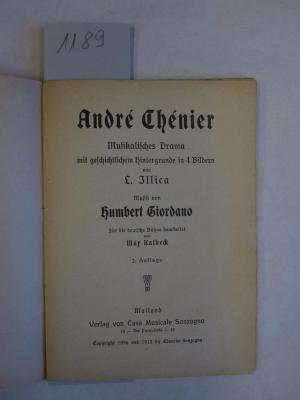 1189
André Chénier
Musikalisches Drama
mit geschichtlichem Hintergrunde in 4 Bildern
von
L. Illica
Musik von
Humbert Giordano
Für die deutsche Bühne bearbeitet
von
Max Kalbeck
2. Auflage
Mailand
Verlag von Casa Musicale Sonzogno
Copyright 1896 and 1913 by Edoardo Sonzogno